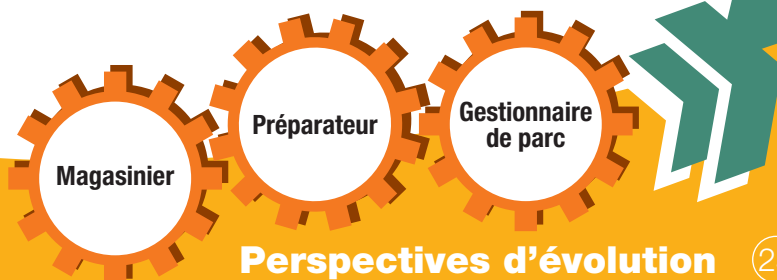 Magasinier
Préparateur
Gestionnaire
de parc
Perspectives d'évolution
2